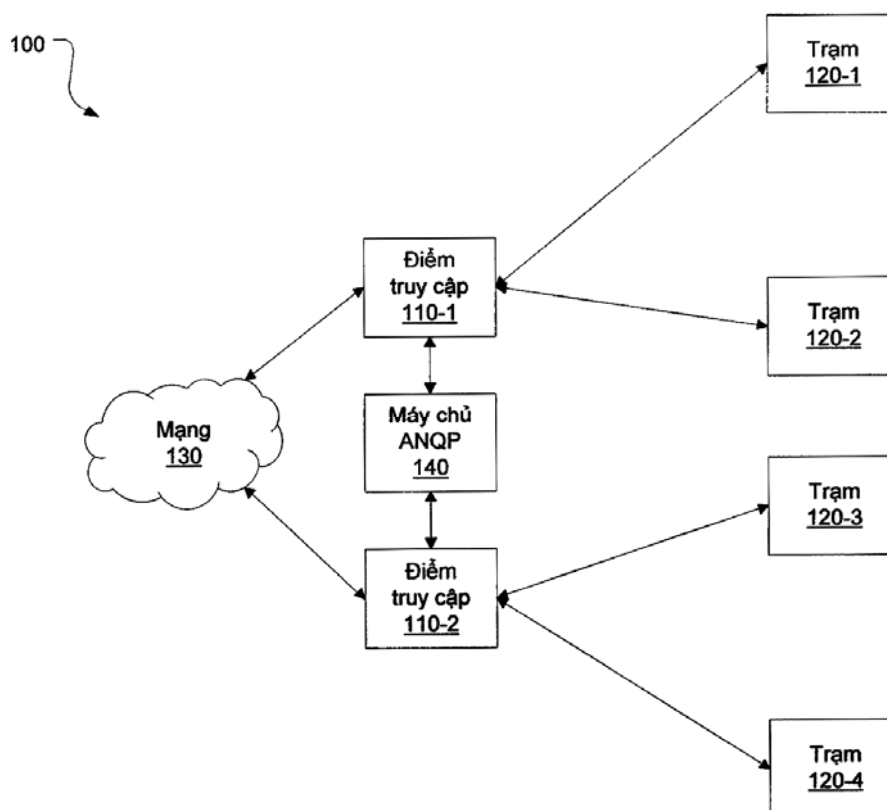 100
Trạm
120-1
Điểm
truy cập
110-1
Trạm
120-2
Mạng
130
Máy chủ
ANQP
140
Trạm
120-3
Điểm
truy cập
110-2
Trạm
120-4